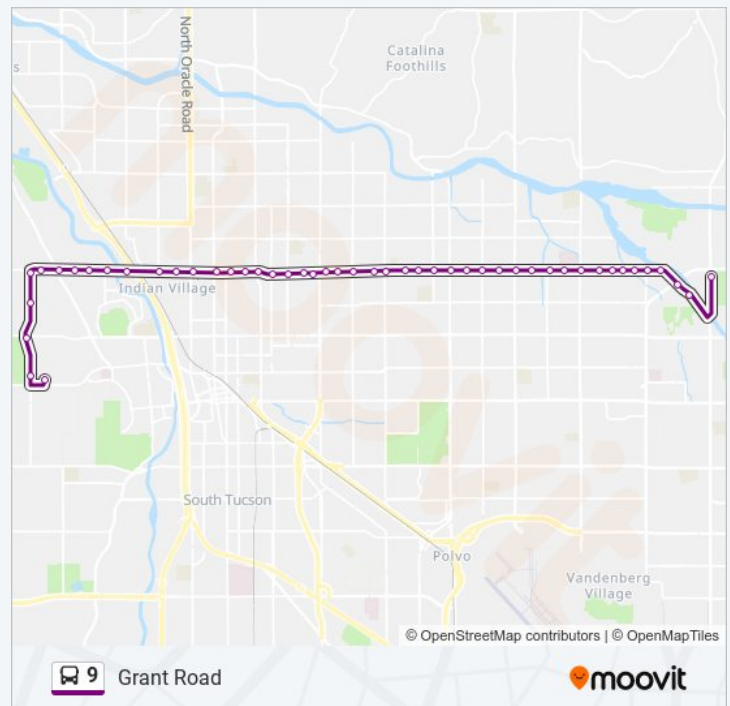 Catalina
Foothills
North Oracle Road
s
Indian Village
South Tucson
Polvo
Vandenberg
Village
moovit
© OpenStreetMap contributors | © OpenMapTiles
9 Grant Road
moovit